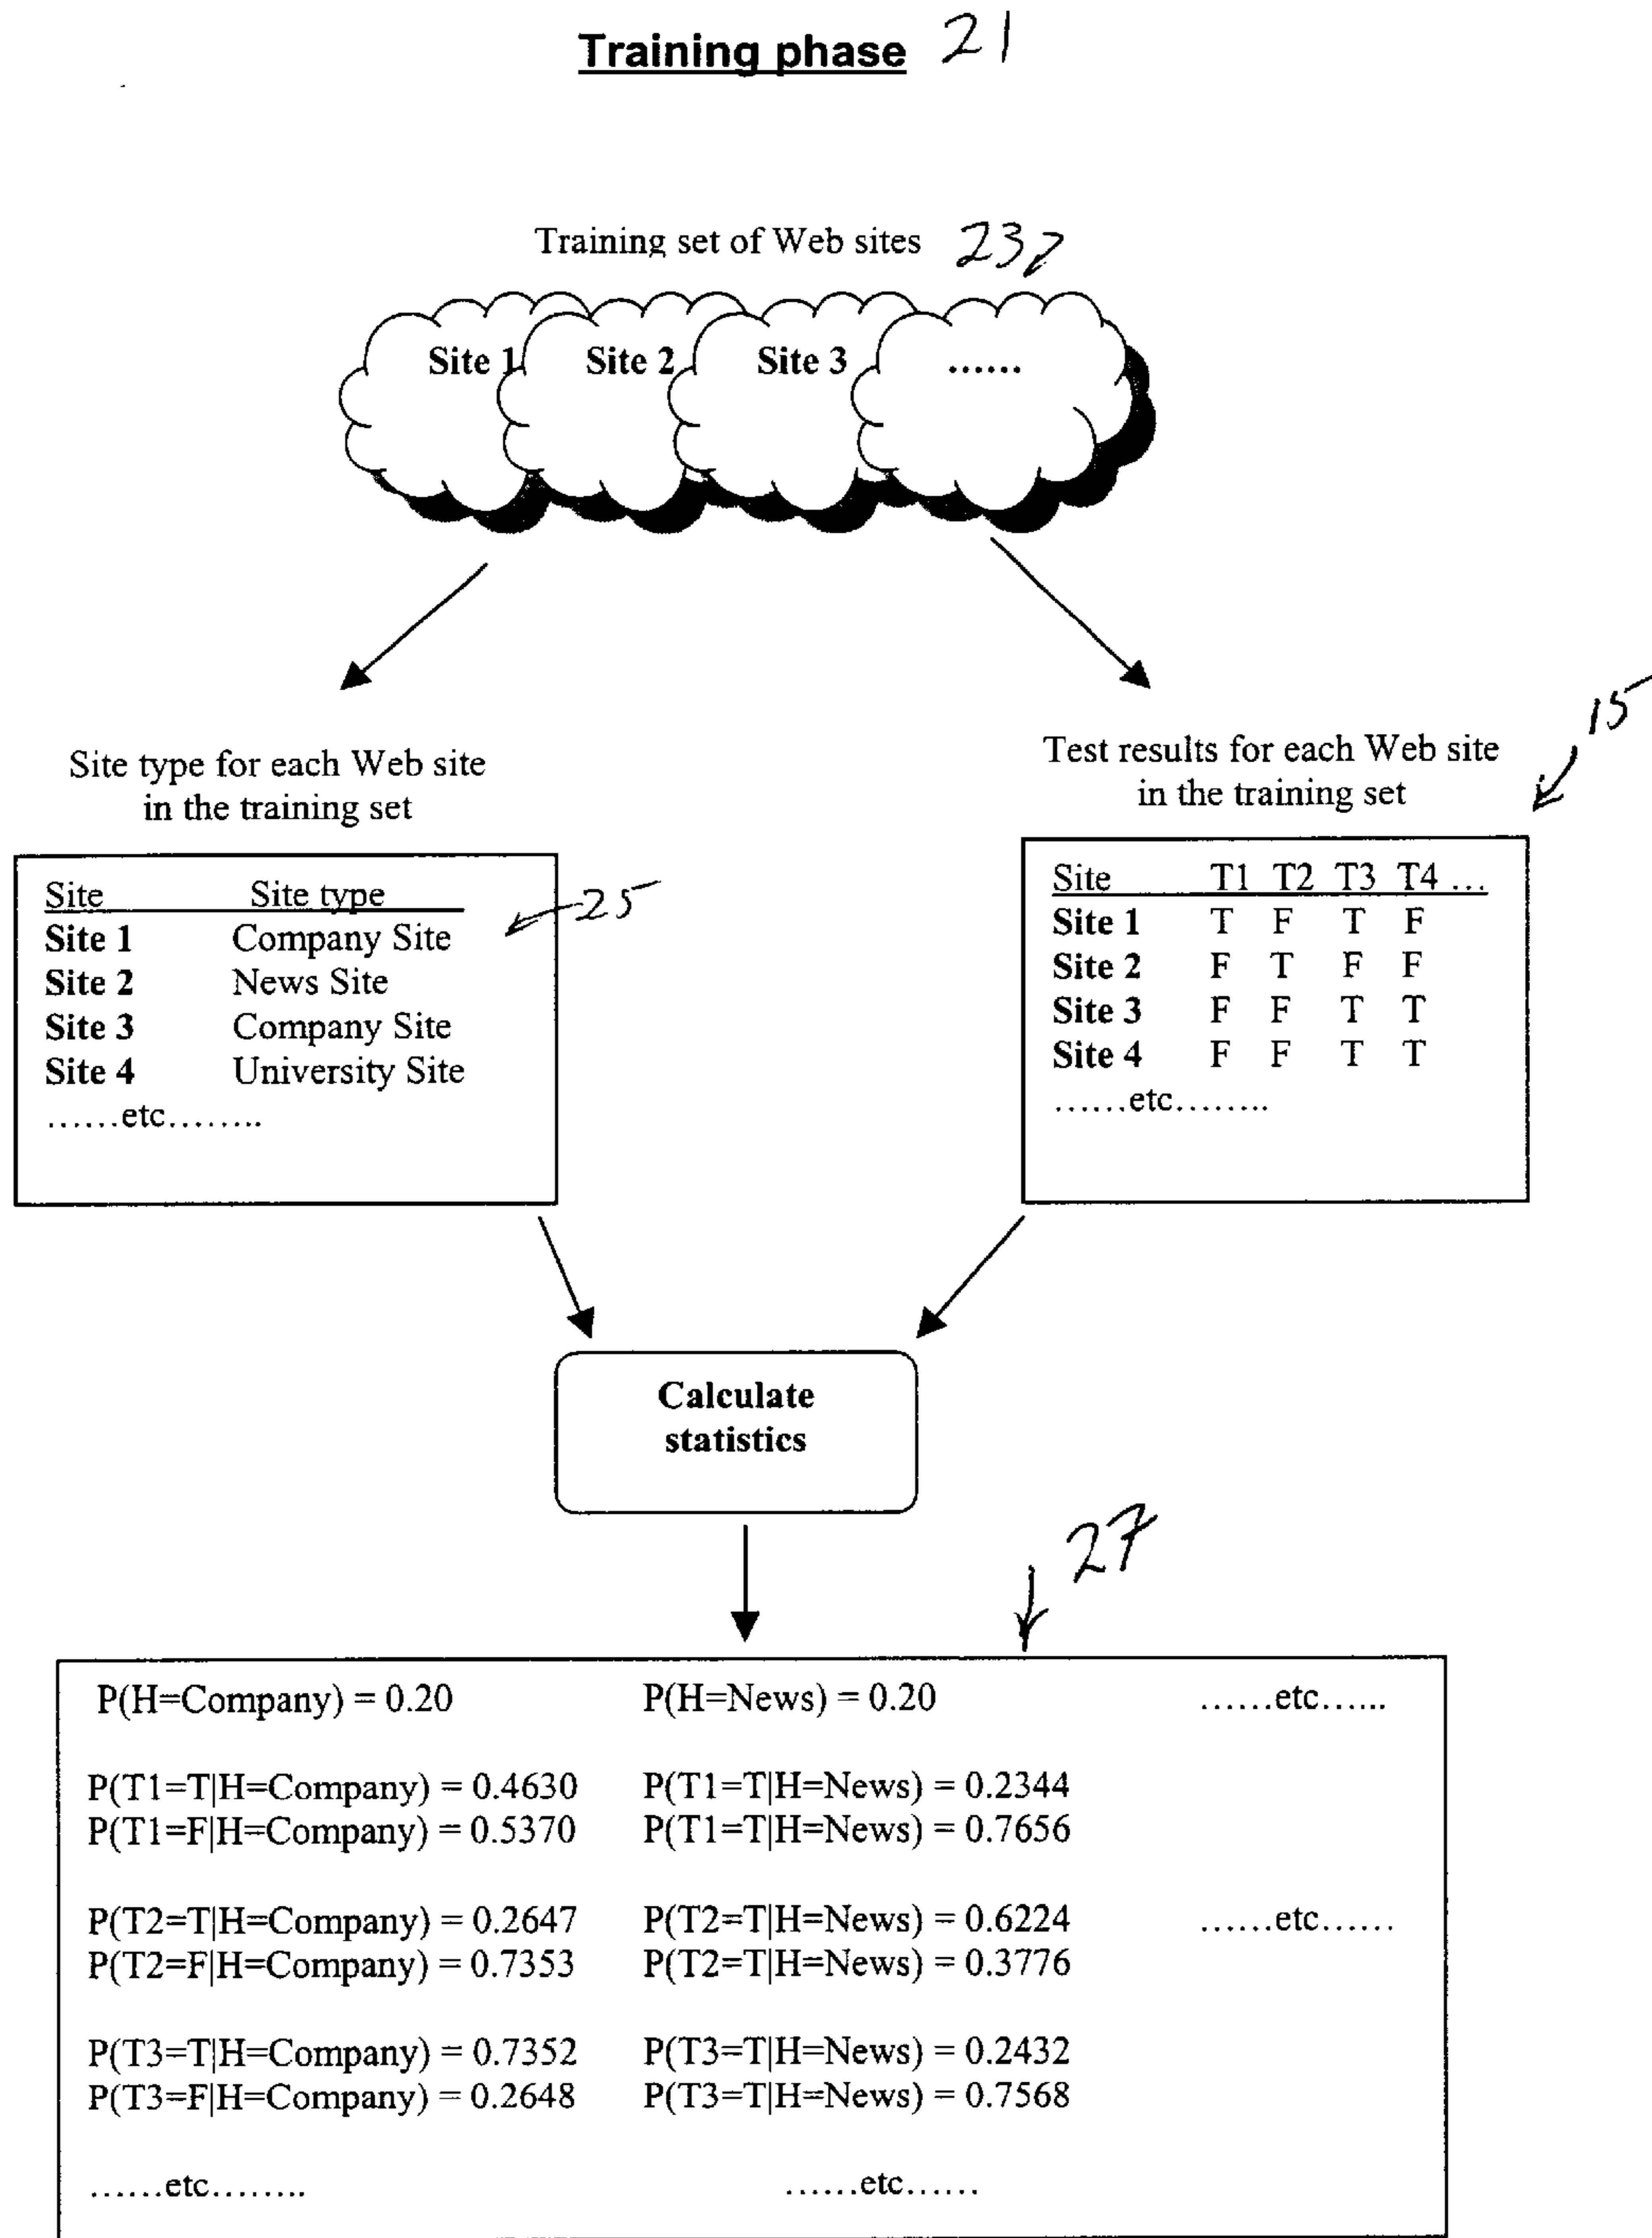 Training phase 21
Training set of Web sites 23
Site 1 Site 2 Site 3 ......
15
Site type for each Web site
in the training set
Test results for each Web site
in the training set
Site Site type
25
Site 1 Company Site
Site 2 News Site
Site 3 Company Site
Site 4 University Site
......etc........
Site T1 T2 T3 T4 ...
Site 1 T F T F
Site 2 F T F F
Site 3 F F T T
Site 4 F F T T
......etc........
Calculate
statistics
27
P(H=Company) = 0.20 P(H=News) = 0.20 ......etc......
P(T1=T|H=Company) = 0.4630 P(T1=T|H=News) = 0.2344
P(T1=F|H=Company) = 0.5370 P(T1=T|H=News) = 0.7656
P(T2=T|H=Company) = 0.2647 P(T2=T|H=News) = 0.6224 ......etc......
P(T2=F|H=Company) = 0.7353 P(T2=T|H=News) = 0.3776
P(T3=T|H=Company) = 0.7352 P(T3=T|H=News) = 0.2432
P(T3=F|H=Company) = 0.2648 P(T3=T|H=News) = 0.7568
......etc........ ......etc......